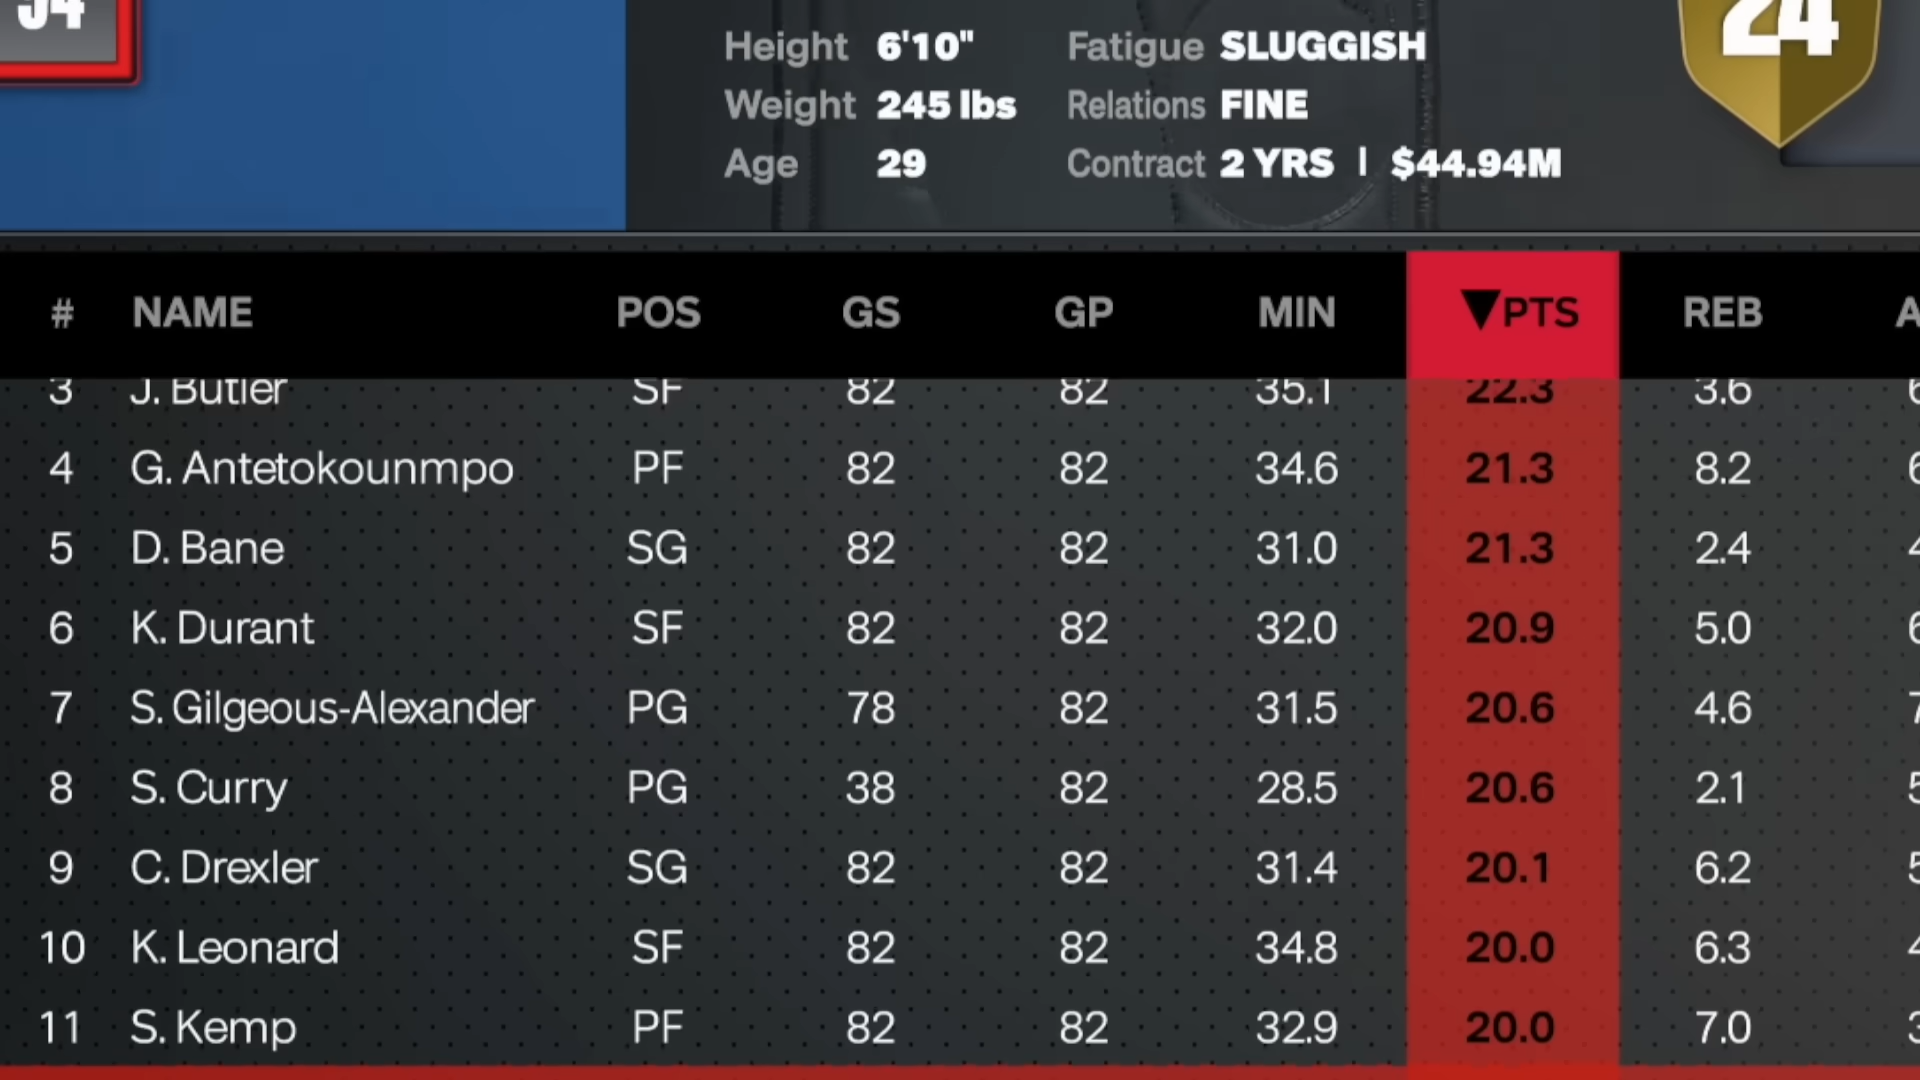 94
Height 6'10" Fatigue SLUGGISH
24
Weight 245 lbs Relations FINE
Age 29 Contract 2 YRS | $44.94M
# NAME POS GS GP MIN ▼PTS REB
3 J. Butler SF 82 82 35.1 22.3 3.6
4 G. Antetokounmpo PF 82 82 34.6 21.3 8.2
5 D. Bane SG 82 82 31.0 21.3 2.4
6 K. Durant SF 82 82 32.0 20.9 5.0
7 S. Gilgeous-Alexander PG 78 82 31.5 20.6 4.6
8 S. Curry PG 38 82 28.5 20.6 2.1
9 C. Drexler SG 82 82 31.4 20.1 6.2
10 K. Leonard SF 82 82 34.8 20.0 6.3
11 S. Kemp PF 82 82 32.9 20.0 7.0